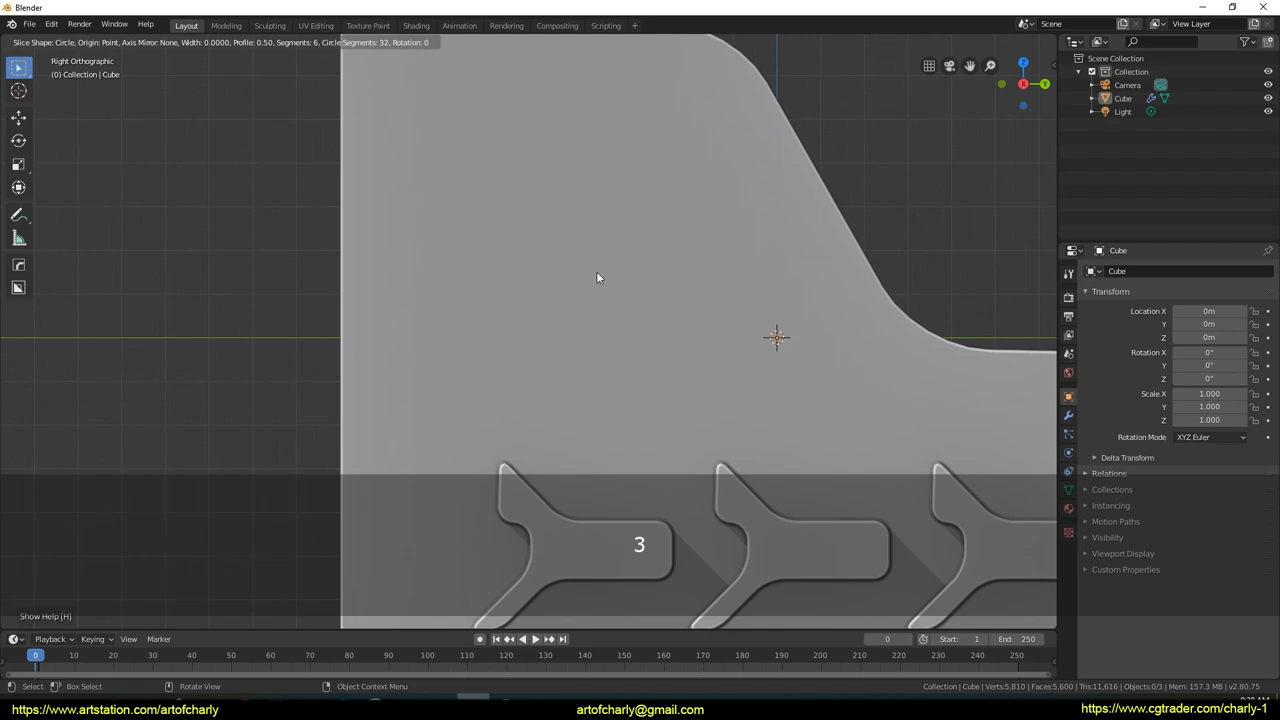 Blender
File Edit Render Window Help Layout Modeling Sculpting UV Editing Texture Paint Shading Animation Rendering Compositing Scripting + Scene View Layer
Slice Shape: Circle, Origin: Point, Axis Mirror: None, Width: 0.0000, Profile: 0.50, Segments: 6, Circle Segments: 32, Rotation: 0
Right Orthographic
(0) Collection | Cube
Z
X
Y
Scene Collection
Collection
Camera
Cube
Light
Cube
Cube
Transform
Location X 0m
Y 0m
Z 0m
Rotation X 0°
Y 0°
Z 0°
Scale X 1.000
Y 1.000
Z 1.000
Rotation Mode XYZ Euler
Delta Transform
Relations
Collections
Instancing
Motion Paths
Visibility
Viewport Display
Custom Properties
3
Show Help [H]
Playback Keying View Marker 0 Start: 1 End: 250
0 10 20 30 40 50 60 70 80 90 100 110 120 130 140 150 160 170 180 190 200 210 220 230 240 250
Select Box Select Rotate View Object Context Menu Collection | Cube | Verts:5,810 | Faces:5,600 | Tris:11,616 | Objects:0/3 | Mem: 157.3 MB | v2.80.75
https://www.artstation.com/artofcharly artofcharly@gmail.com https://www.cgtrader.com/charly-1